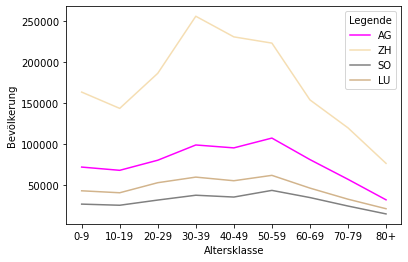 Legende
AG
ZH
SO
LU
Bevölkerung
250000
200000
150000
100000
50000
0-9 10-19 20-29 30-39 40-49 50-59 60-69 70-79 80+
Altersklasse